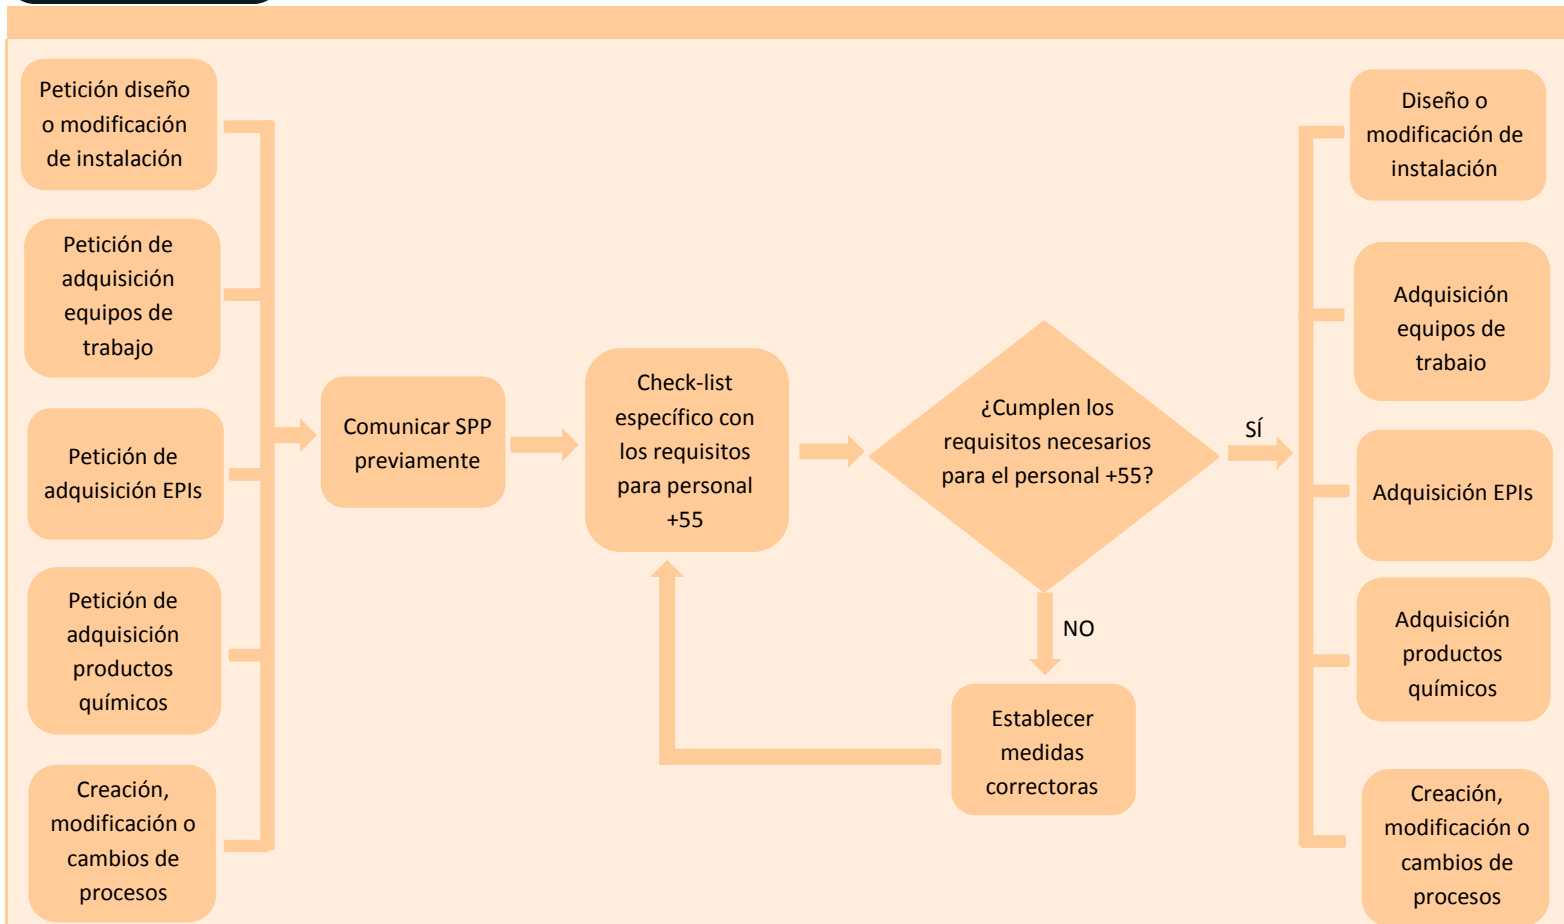 Petición diseño
o modificación
de instalación
Petición de
adquisición
equipos de
trabajo
Petición de
adquisición EPIs
Petición de
adquisición
productos
químicos
Creación,
modificación o
cambios de
procesos
Comunicar SPP
previamente
Check-list
específico con
los requisitos
para personal
+55
¿Cumplen los
requisitos necesarios
para el personal +55?
SÍ
NO
Establecer
medidas
correctoras
Diseño o
modificación de
instalación
Adquisición
equipos de
trabajo
Adquisición EPIs
Adquisición
productos
químicos
Creación,
modificación o
cambios de
procesos